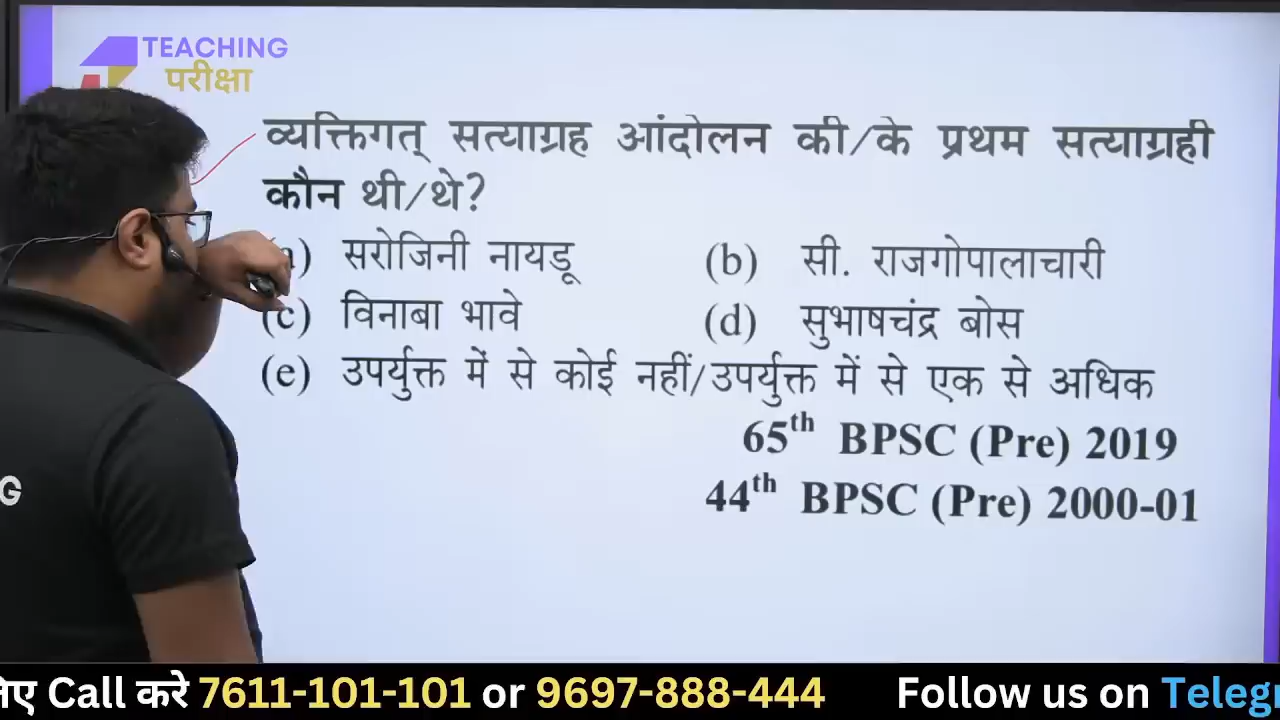 TEACHING
परीक्षा
व्यक्तिगत् सत्याग्रह आंदोलन की/के प्रथम सत्याग्रही
कौन थी/थे?
सरोजिनी नायडू (b) सी. राजगोपालाचारी
(c) विनाबा भावे (d) सुभाषचंद्र बोस
(e) उपर्युक्त में से कोई नहीं/उपर्युक्त में से एक से अधिक
65th BPSC (Pre) 2019
44th BPSC (Pre) 2000-01
G
Call करे 7611-101-101 or 9697-888-444 Follow us on